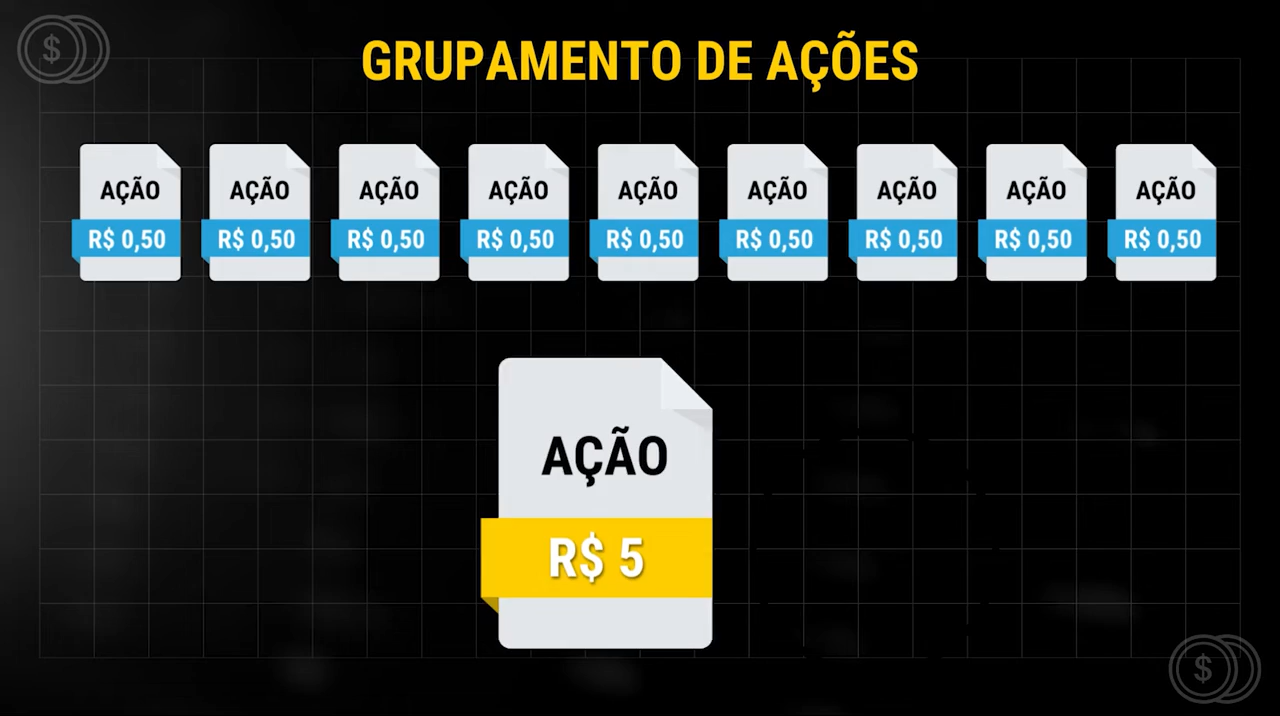 GRUPAMENTO DE AÇÕES
AÇÃO AÇÃO AÇÃO AÇÃO AÇÃO AÇÃO AÇÃO AÇÃO AÇÃO
R$ 0,50 R$ 0,50 R$ 0,50 R$ 0,50 R$ 0,50 R$ 0,50 R$ 0,50 R$ 0,50 R$ 0,50
AÇÃO
R$ 5
$
$